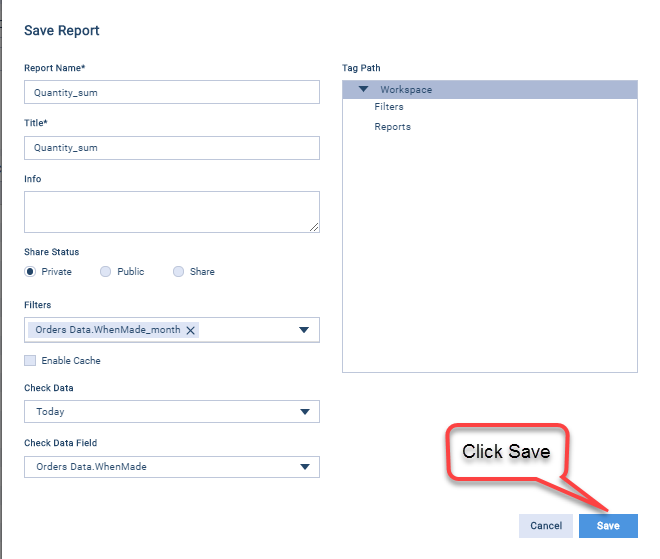 Save Report
Report Name*
Quantity_sum
Title*
Quantity_sum
Info
Share Status
Private Public Share
Filters
Orders Data.WhenMade_month
Enable Cache
Check Data
Today
Check Data Field
Orders Data.WhenMade
Tag Path
Workspace
Filters
Reports
Click Save
Cancel Save